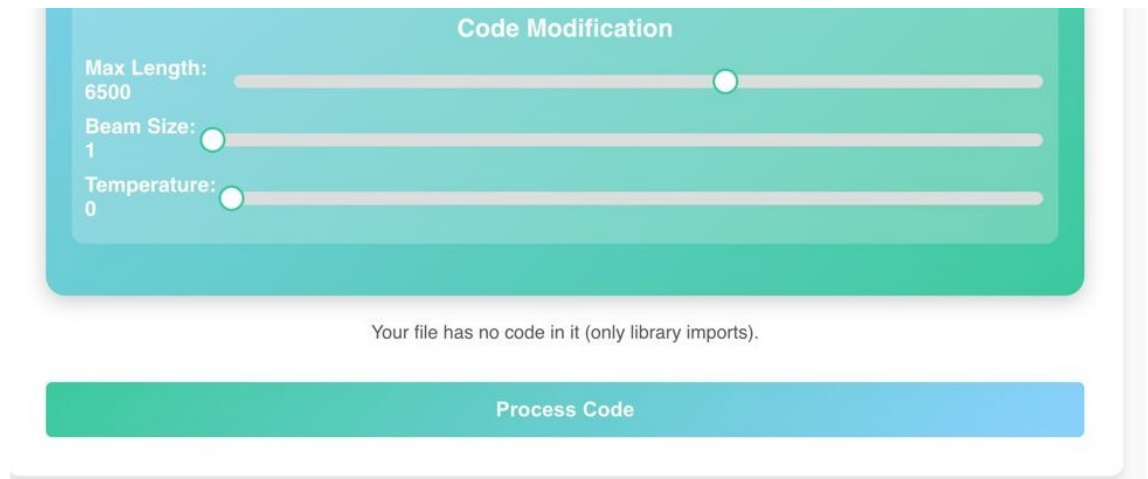 Code Modification
Max Length:
6500
Beam Size:
1
Temperature:
0
Your file has no code in it (only library imports).
Process Code